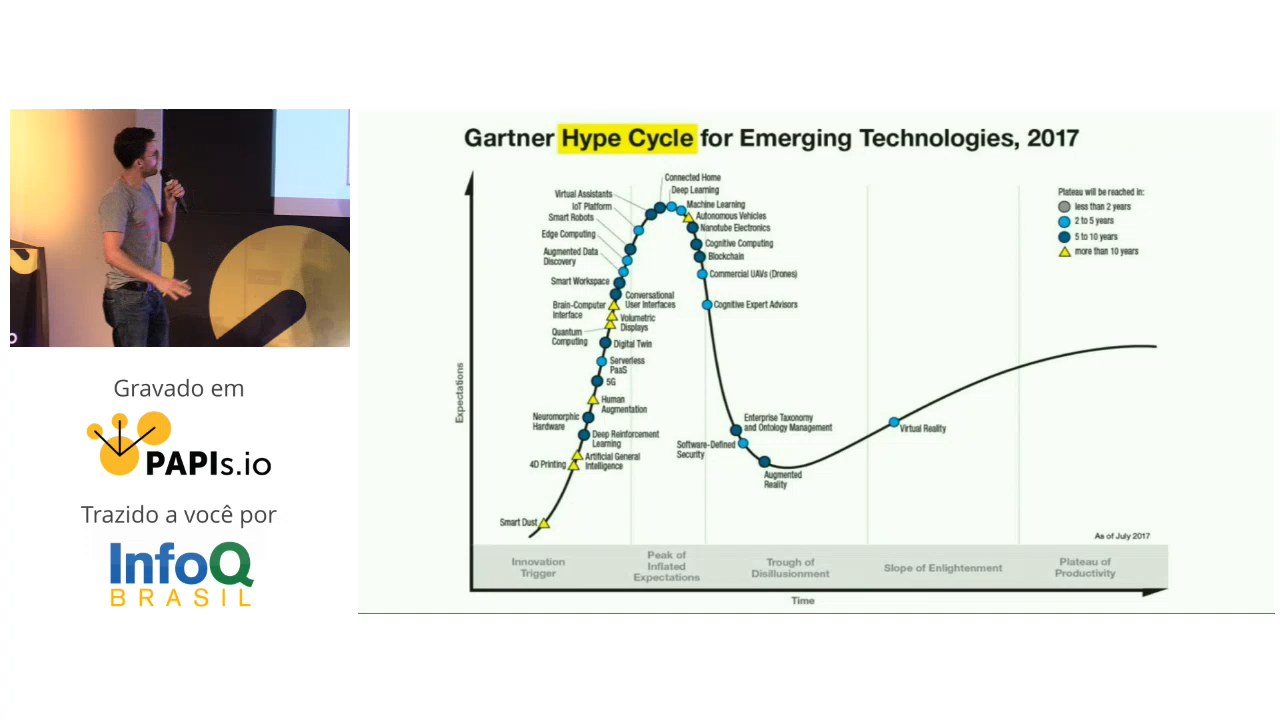 Gravado em
PAPIs.io
Trazido a você por
InfoQ
BRASIL
Gartner Hype Cycle for Emerging Technologies, 2017
Expectations
Connected Home
Deep Learning
Virtual Assistants
Machine Learning
IoT Platform
Autonomous Vehicles
Smart Robots
Nanotube Electronics
Edge Computing
Cognitive Computing
Augmented Data
Discovery
Blockchain
Commercial UAVs (Drones)
Smart Workspace
Conversational
User Interfaces
Cognitive Expert Advisors
Brain-Computer
Interface
Volumetric
Displays
Quantum
Computing
Digital Twin
Serverless
PaaS
5G
Human
Augmentation
Neuromorphic
Hardware
Deep Reinforcement
Learning
Artificial General
Intelligence
4D Printing
Smart Dust
Enterprise Taxonomy
and Ontology Management
Software-Defined
Security
Augmented
Reality
Virtual Reality
Plateau will be reached in:
less than 2 years
2 to 5 years
5 to 10 years
more than 10 years
As of July 2017
Innovation
Trigger
Peak of
Inflated
Expectations
Trough of
Disillusionment
Slope of Enlightenment
Plateau of
Productivity
Time